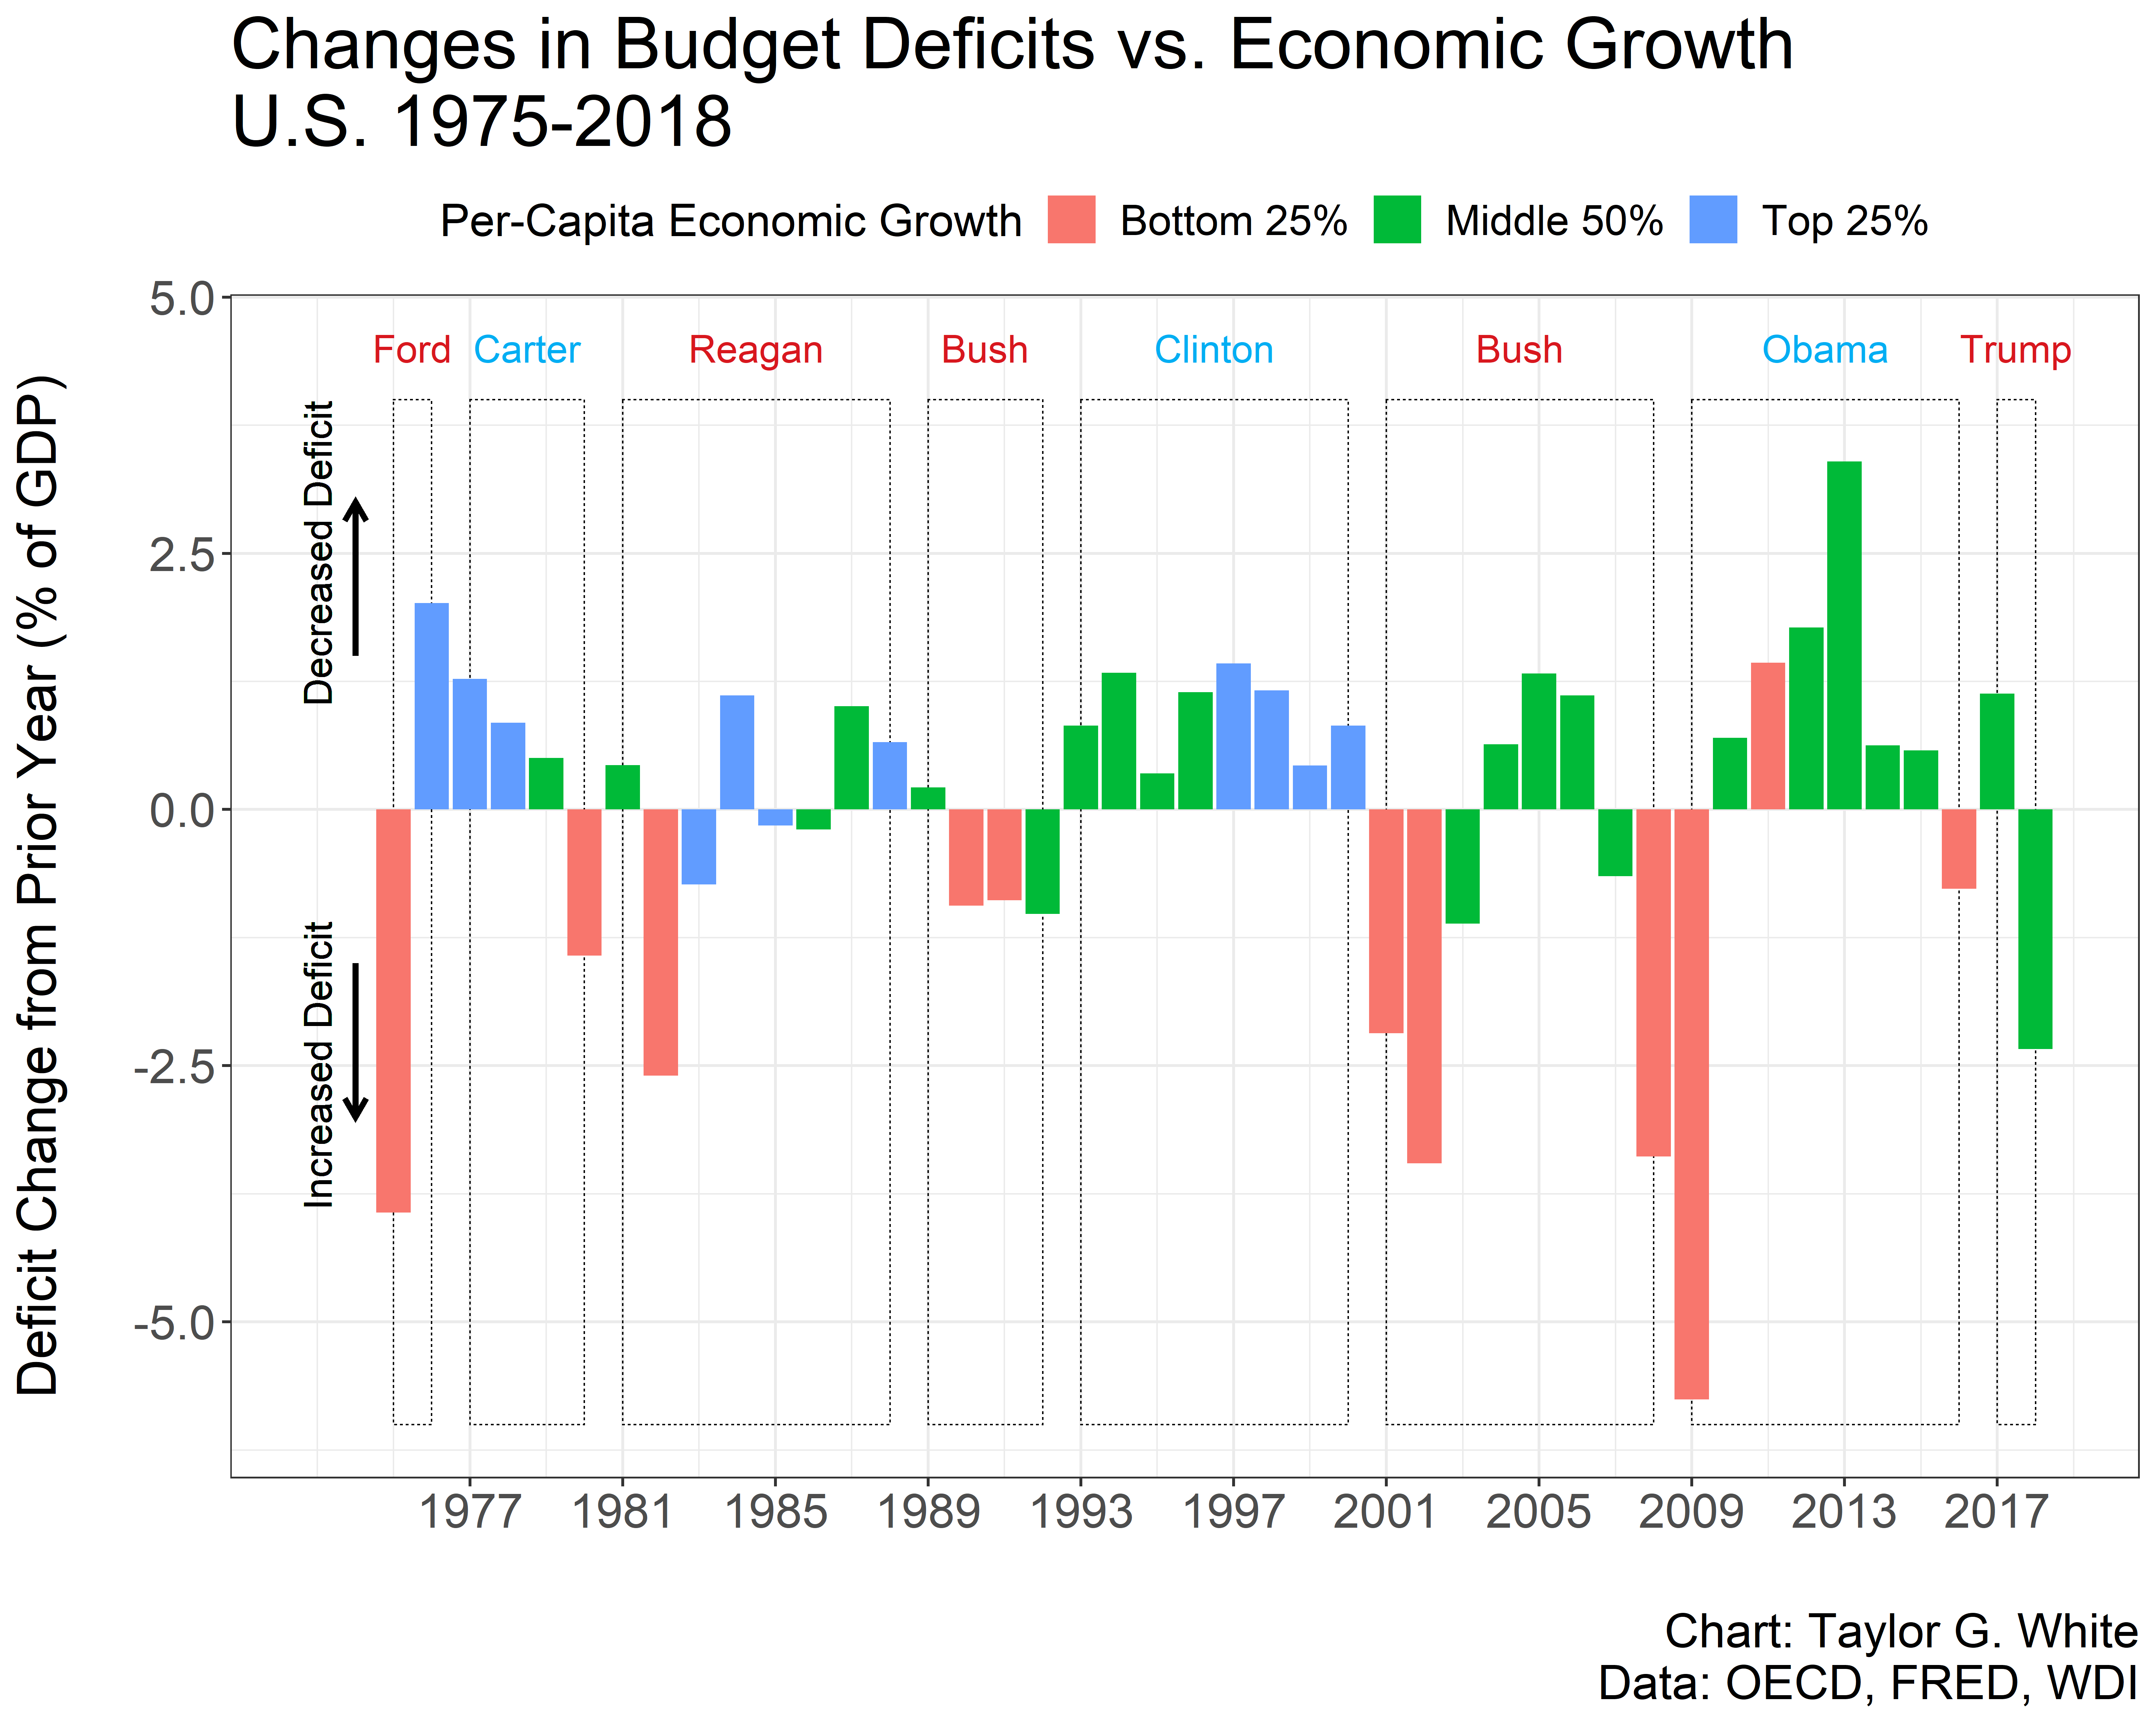 Changes in Budget Deficits vs. Economic Growth
U.S. 1975-2018
Per-Capita Economic Growth Bottom 25% Middle 50% Top 25%
Deficit Change from Prior Year (% of GDP)
5.0
2.5
0.0
-2.5
-5.0
Ford Carter Reagan Bush Clinton Bush Obama Trump
Decreased Deficit
Increased Deficit
1977 1981 1985 1989 1993 1997 2001 2005 2009 2013 2017
Chart: Taylor G. White
Data: OECD, FRED, WDI